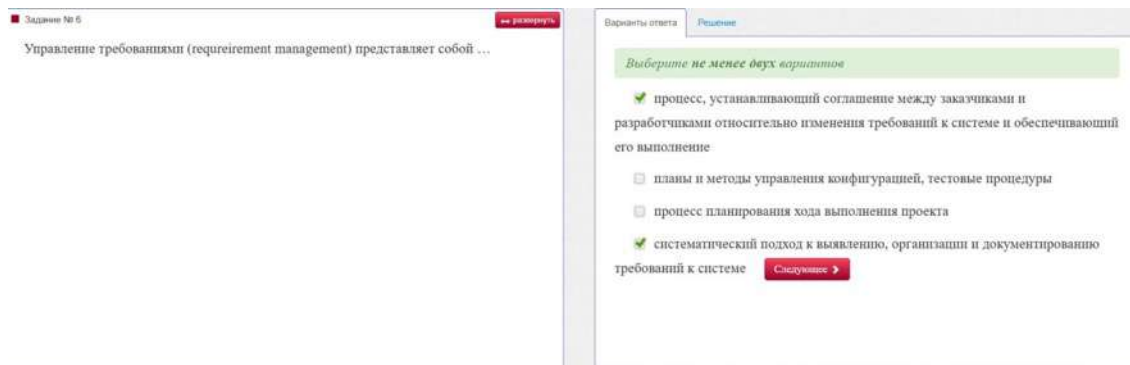 Задание № 6
развернуть
Управление требованиями (requreirement management) представляет собой …
Варианты ответа
Решение
Выберите не менее двух вариантов
процесс, устанавливающий соглашение между заказчиками и
разработчиками относительно изменения требований к системе и обеспечивающий
его выполнение
планы и методы управления конфигурацией, тестовые процедуры
процесс планирования хода выполнения проекта
систематический подход к выявлению, организации и документированию
требований к системе
Следующее